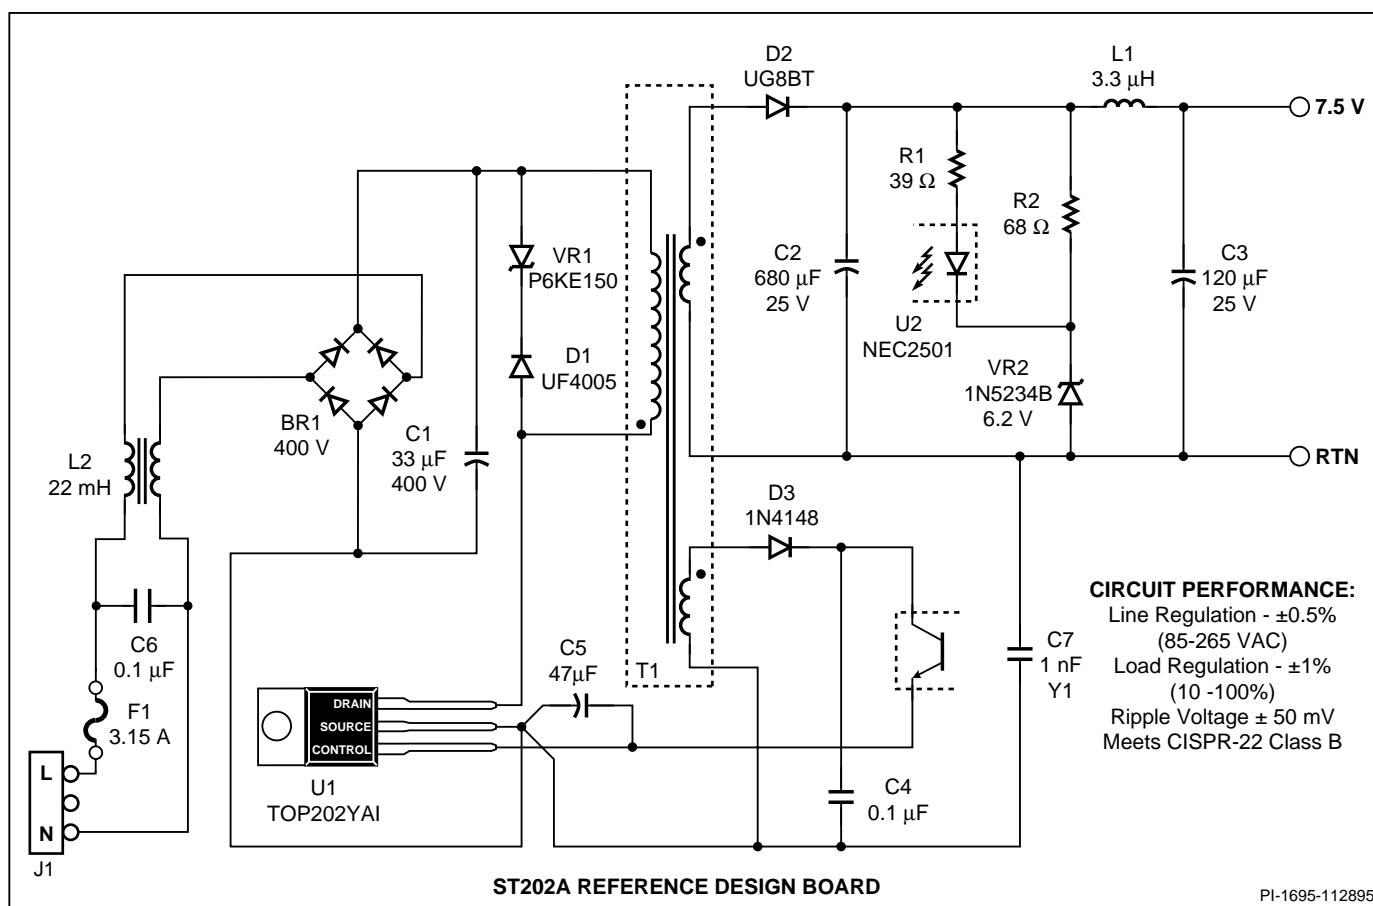 D2
UG8BT
L1
3.3 μH
7.5 V
R1
39 Ω
R2
68 Ω
VR1
P6KE150
C2
680 μF
25 V
C3
120 μF
25 V
U2
NEC2501
D1
UF4005
VR2
1N5234B
6.2 V
BR1
400 V
C1
33 μF
400 V
L2
22 mH
RTN
D3
1N4148
CIRCUIT PERFORMANCE:
Line Regulation - ±0.5%
(85-265 VAC)
Load Regulation - ±1%
(10 -100%)
Ripple Voltage ± 50 mV
Meets CISPR-22 Class B
C6
0.1 μF
C5
47μF
T1
C7
1 nF
Y1
F1
3.15 A
DRAIN
SOURCE
CONTROL
U1
TOP202YAI
C4
0.1 μF
L
N
J1
ST202A REFERENCE DESIGN BOARD
PI-1695-112895